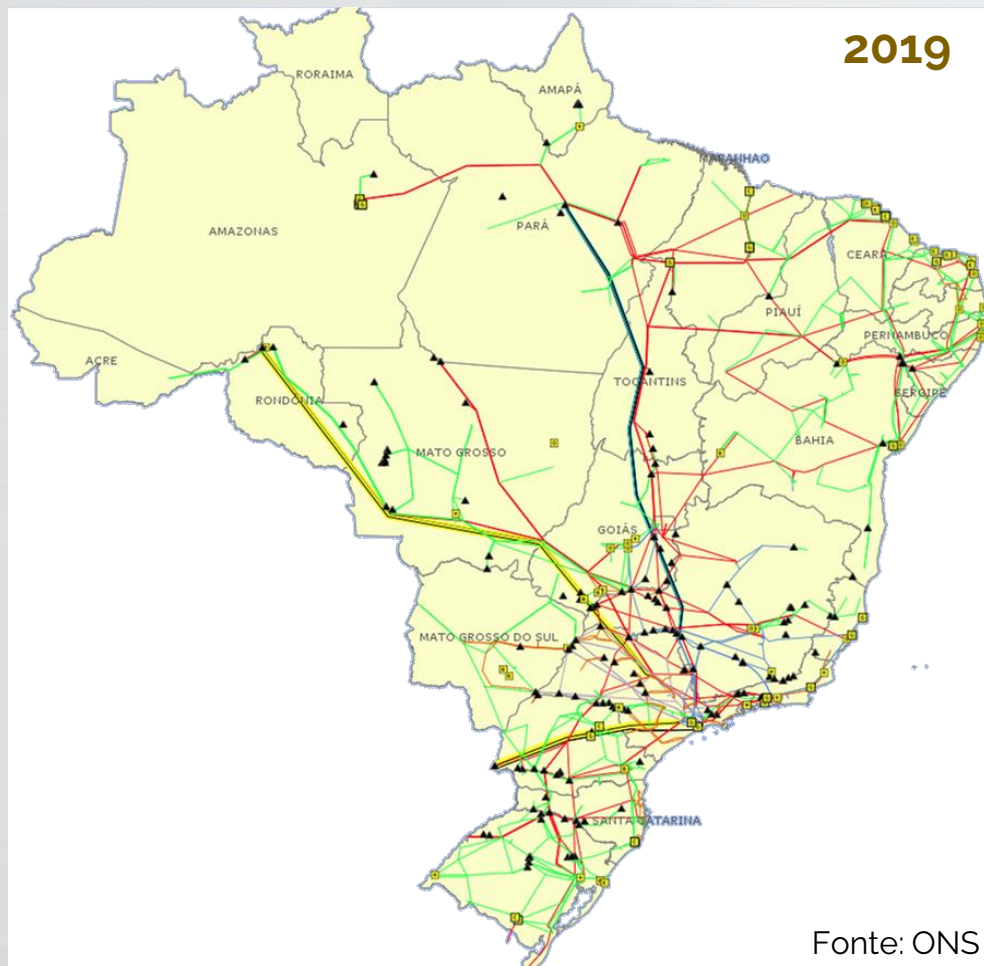 2019
RORAIMA
AMAPÁ
MARANHAO
AMAZONAS
PARÁ
CEARÁ
PIAUÍ
PERNAMBUCO
ACRE
TOCANTINS
SERGIPE
RONDÔNIA
BAHIA
MATO GROSSO
GOIÁS
MATO GROSSO DO SUL
SANTA CATARINA
Fonte: ONS